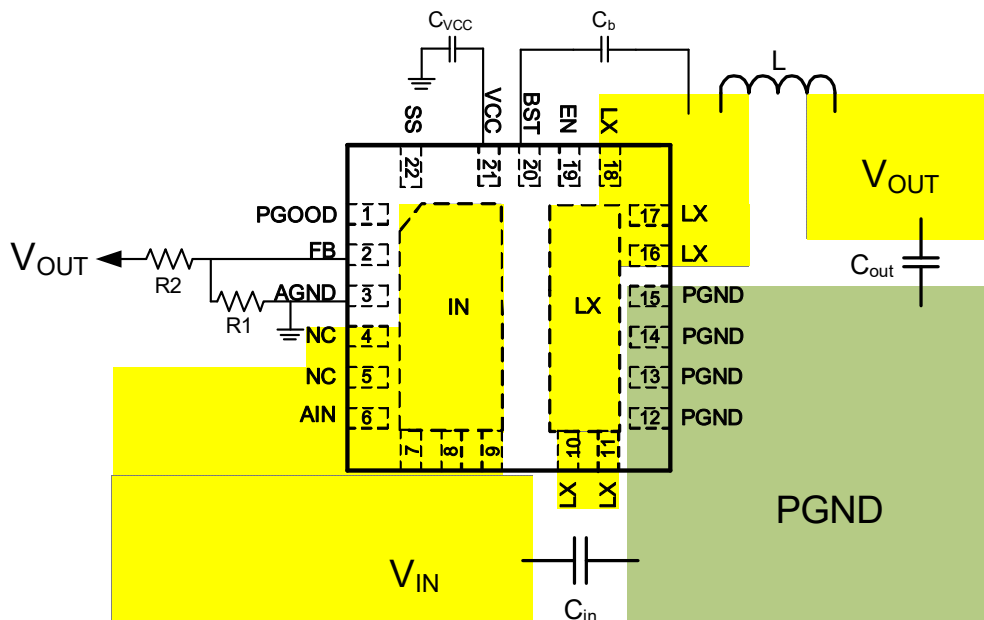 CVCC
Cb
L
SS
VCC
BST
EN
LX
22
21
20
19
18
PGOOD 1
17 LX
VOUT
VOUT
R2
FB 2
16 LX
Cout
R1
AGND 3
IN
LX
15 PGND
NC 4
14 PGND
NC 5
13 PGND
AIN 6
12 PGND
7
8
9
10
11
LX
LX
PGND
VIN
Cin